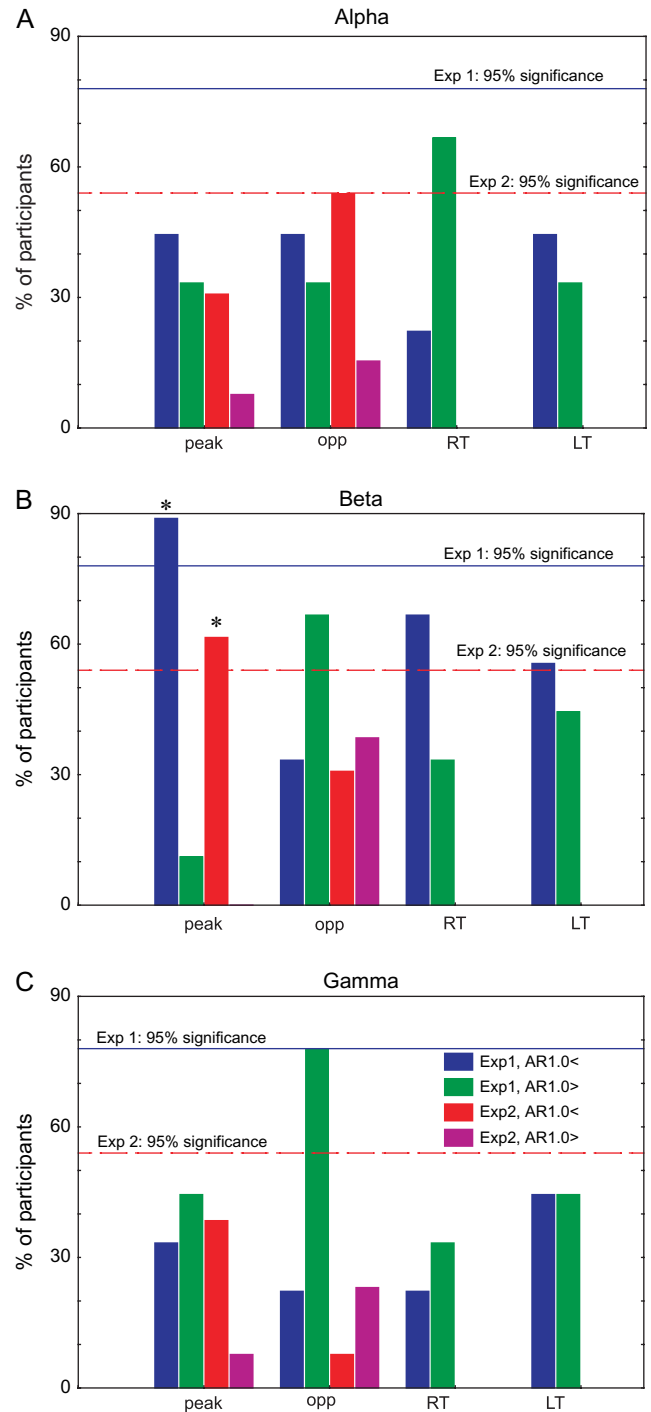 A
Alpha
90
Exp 1: 95% significance
60
Exp 2: 95% significance
% of participants
30
0
peak opp RT LT
B
Beta
90
*
Exp 1: 95% significance
*
60
Exp 2: 95% significance
% of participants
30
0
peak opp RT LT
C
Gamma
90
Exp 1: 95% significance
Exp1, AR1.0<
Exp1, AR1.0>
60
Exp 2: 95% significance
Exp2, AR1.0<
Exp2, AR1.0>
% of participants
30
0
peak opp RT LT